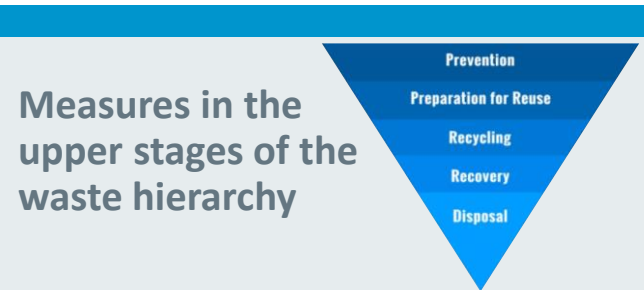 Measures in the
upper stages of the
waste hierarchy
Prevention
Preparation for Reuse
Recycling
Recovery
Disposal